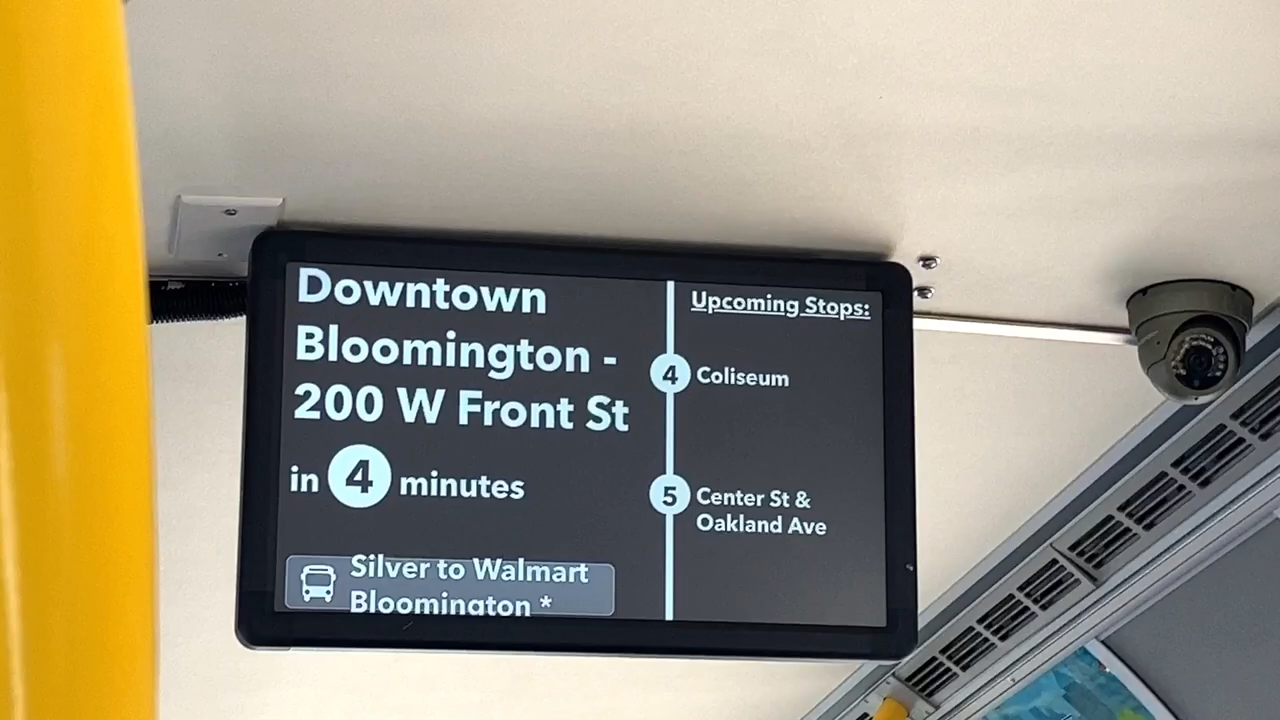 Downtown
Bloomington -
200 W Front St
in 4 minutes
Silver to Walmart
Bloomington *
Upcoming Stops:
4 Coliseum
5 Center St &
Oakland Ave